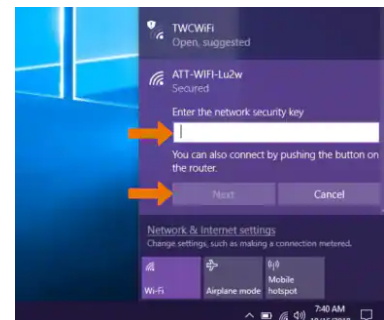 TWCWiFi
Open, suggested
ATT-WIFI-Lu2w
Secured
Enter the network security key
You can also connect by pushing the button on
the router.
Next
Cancel
Network & Internet settings
Change settings, such as making a connection metered.
Wi-Fi
Airplane mode
Mobile
hotspot
7:40 AM